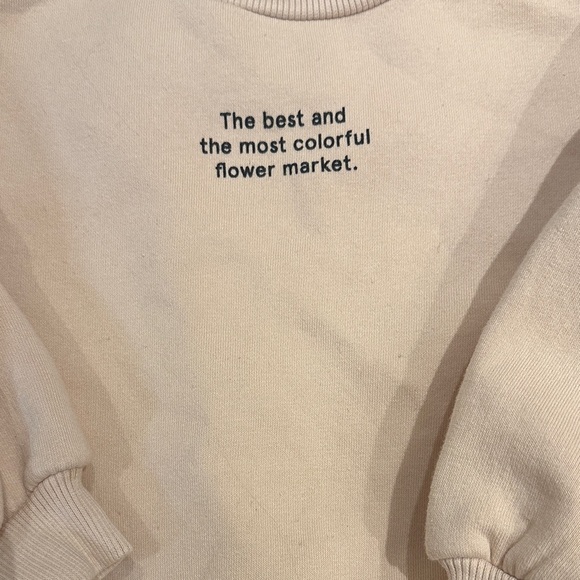 The best and
the most colorful
flower market.